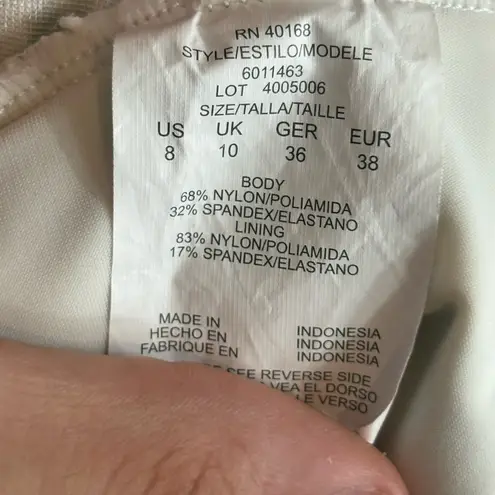 RN 40168
STYLE/ESTILO/MODELE
6011463
LOT 4005006
SIZE/TALLA/TAILLE
US UK GER EUR
8 10 36 38
BODY
68% NYLON/POLIAMIDA
32% SPANDEX/ELASTANO
LINING
83% NYLON/POLIAMIDA
17% SPANDEX/ELASTANO
MADE IN INDONESIA
HECHO EN INDONESIA
FABRIQUE EN INDONESIA
SEE REVERSE SIDE
VEA EL DORSO
LE VERSO